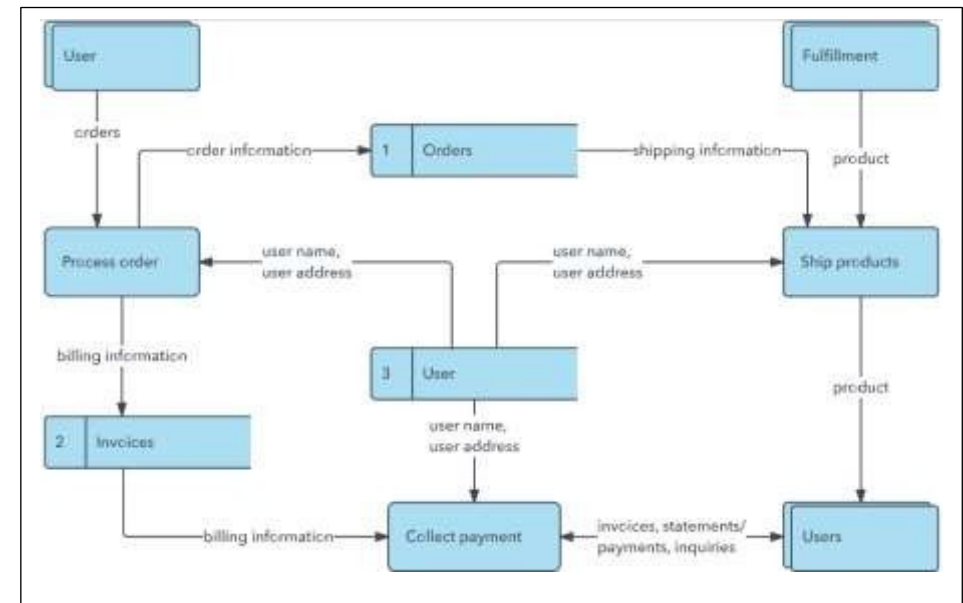 User
Fulfillment
orders
order information
1 Orders
shipping information
product
Process order
user name,
user address
user name,
user address
Ship products
billing information
3 User
product
2 Invoices
user name,
user address
billing information
Collect payment
invoices, statements/
payments, inquiries
Users